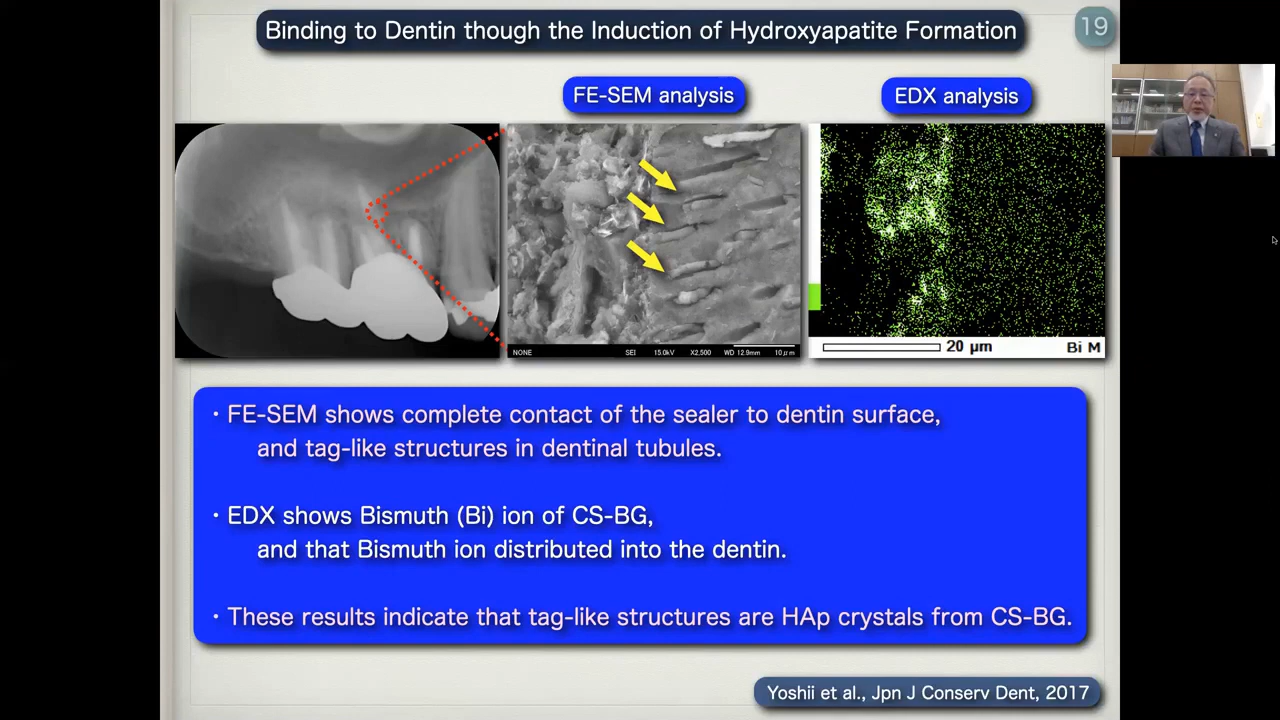 Binding to Dentin though the Induction of Hydroxyapatite Formation
19
FE-SEM analysis
EDX analysis
NONE SEI 15.0kV X2,500 WD 12.9mm 10μm
20 μm Bi M
・FE-SEM shows complete contact of the sealer to dentin surface,
and tag-like structures in dentinal tubules.
・EDX shows Bismuth (Bi) ion of CS-BG,
and that Bismuth ion distributed into the dentin.
・These results indicate that tag-like structures are HAp crystals from CS-BG.
Yoshii et al., Jpn J Conserv Dent, 2017